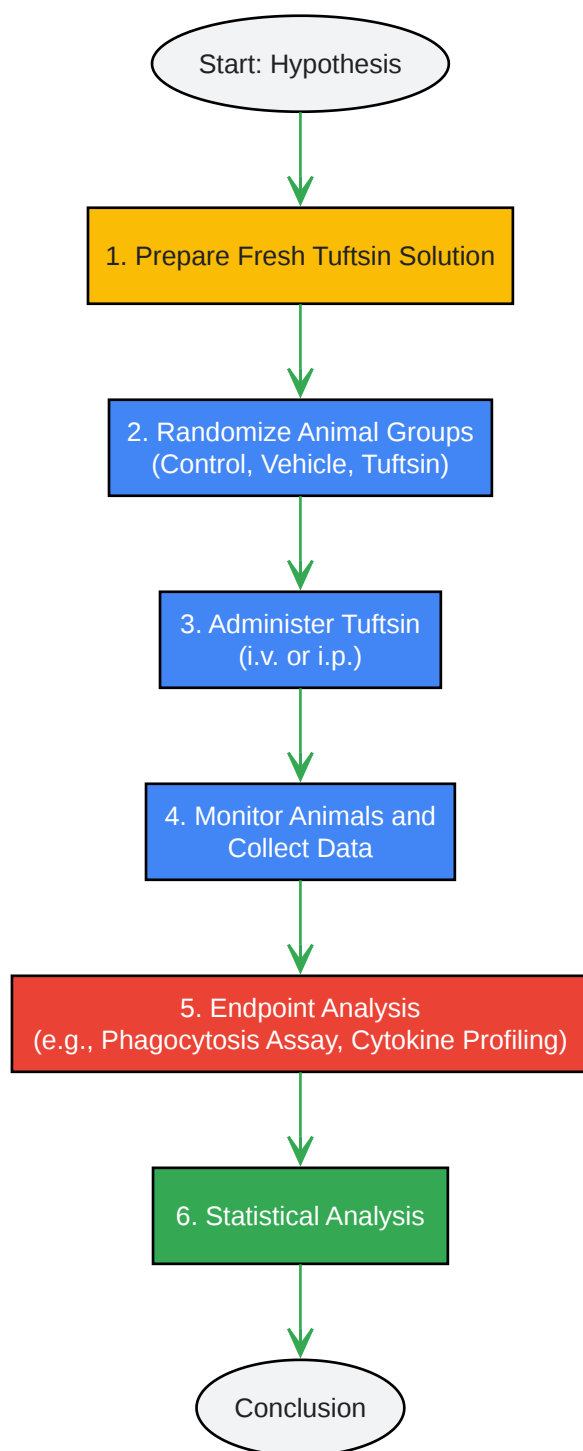 Start: Hypothesis
1. Prepare Fresh Tuftsin Solution
2. Randomize Animal Groups
(Control, Vehicle, Tuftsin)
3. Administer Tuftsin
(i.v. or i.p.)
4. Monitor Animals and
Collect Data
5. Endpoint Analysis
(e.g., Phagocytosis Assay, Cytokine Profiling)
6. Statistical Analysis
Conclusion